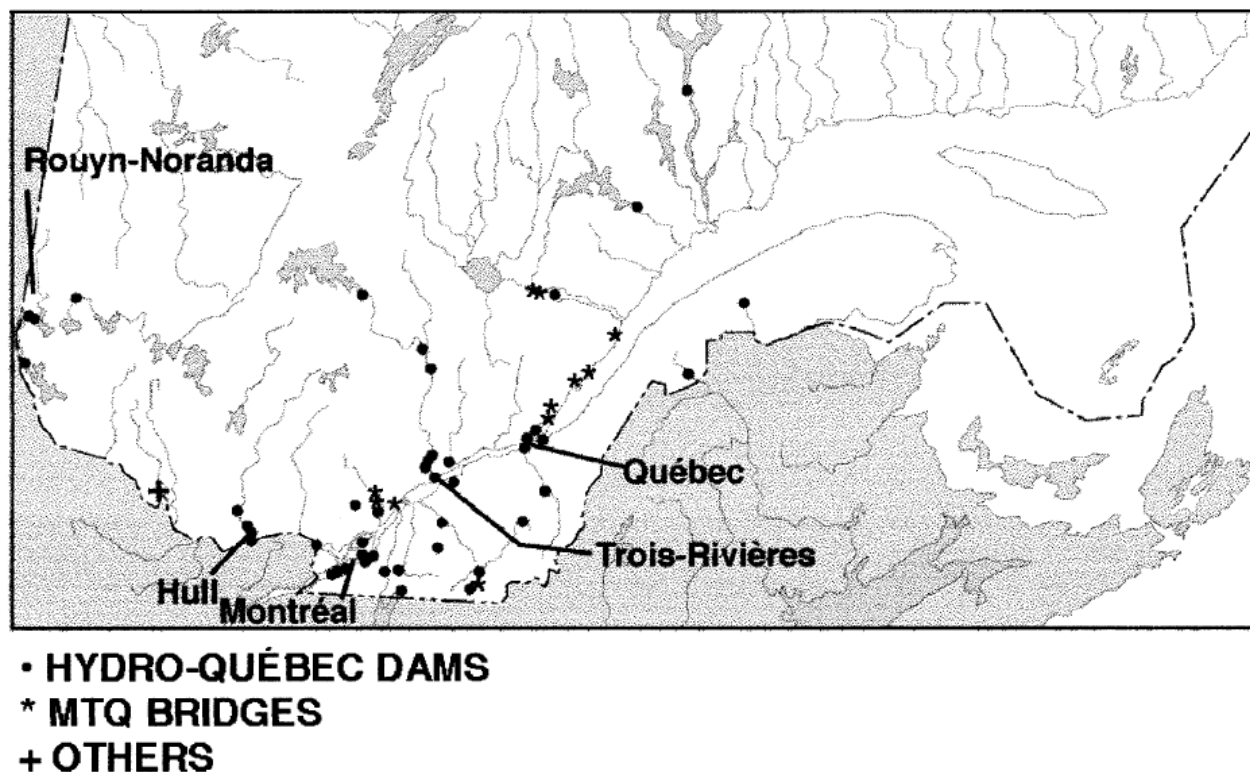 Rouyn-Noranda
Québec
Trois-Rivières
Hull
Montréal
• HYDRO-QUÉBEC DAMS
* MTQ BRIDGES
+ OTHERS